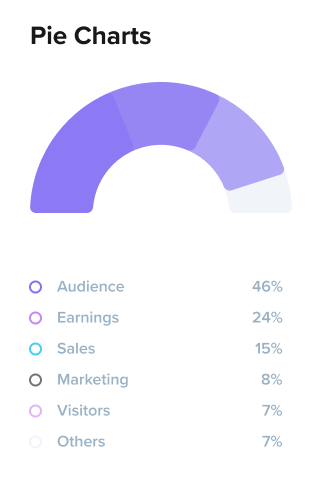 Pie Charts
Audience 46%
Earnings 24%
Sales 15%
Marketing 8%
Visitors 7%
Others 7%